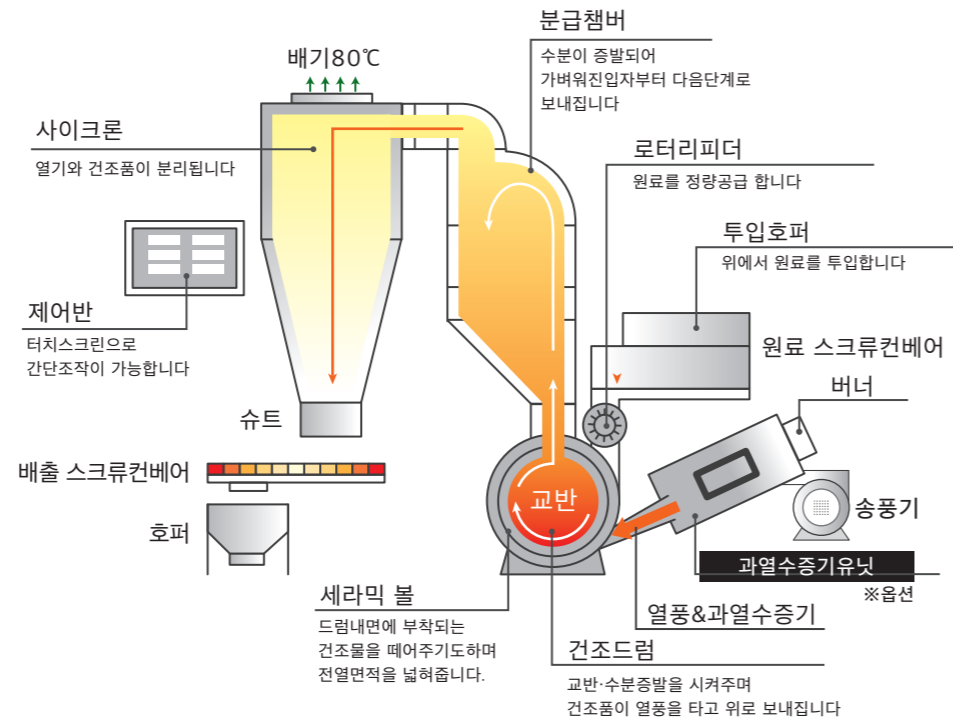 분급챔버
수분이 증발되어
가벼워진입자부터 다음단계로
보내집니다
배기80℃
사이크론
열기와 건조품이 분리됩니다
로터리피더
원료를 정량공급 합니다
투입호퍼
위에서 원료를 투입합니다
제어반
터치스크린으로
간단조작이 가능합니다
원료 스크류컨베어
버너
슈트
배출 스크류컨베어
호퍼
교반
송풍기
과열수증기유닛
※옵션
세라믹 볼
드럼내면에 부착되는
건조물을 떼어주기도하며
전열면적을 넓혀줍니다.
열풍&과열수증기
건조드럼
교반·수분증발을 시켜주며
건조품이 열풍을 타고 위로 보내집니다